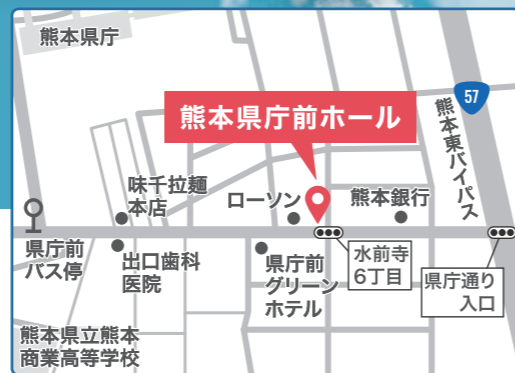 熊本県庁
57
熊本東バイパス
熊本県庁前ホール
味千拉麺
本店
ローソン
熊本銀行
県庁前
バス停
出口歯科
医院
県庁前
グリーン
ホテル
水前寺
6丁目
県庁通り
入口
熊本県立熊本
商業高等学校